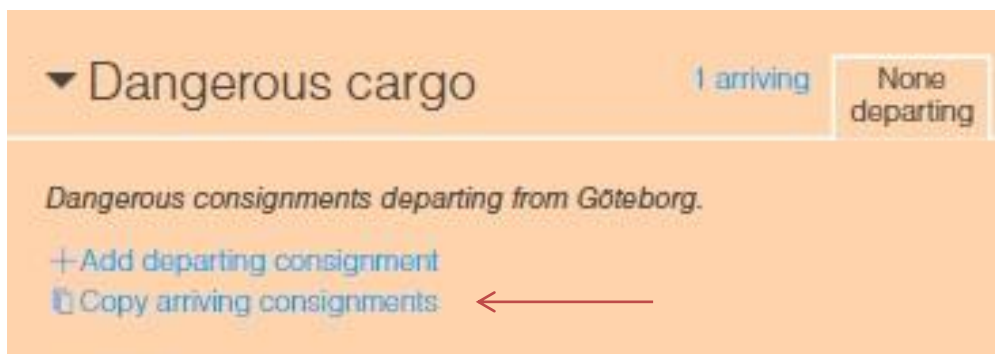 Dangerous cargo
1 arriving
None
departing
Dangerous consignments departing from Göteborg.
+Add departing consignment
Copy arriving consignments